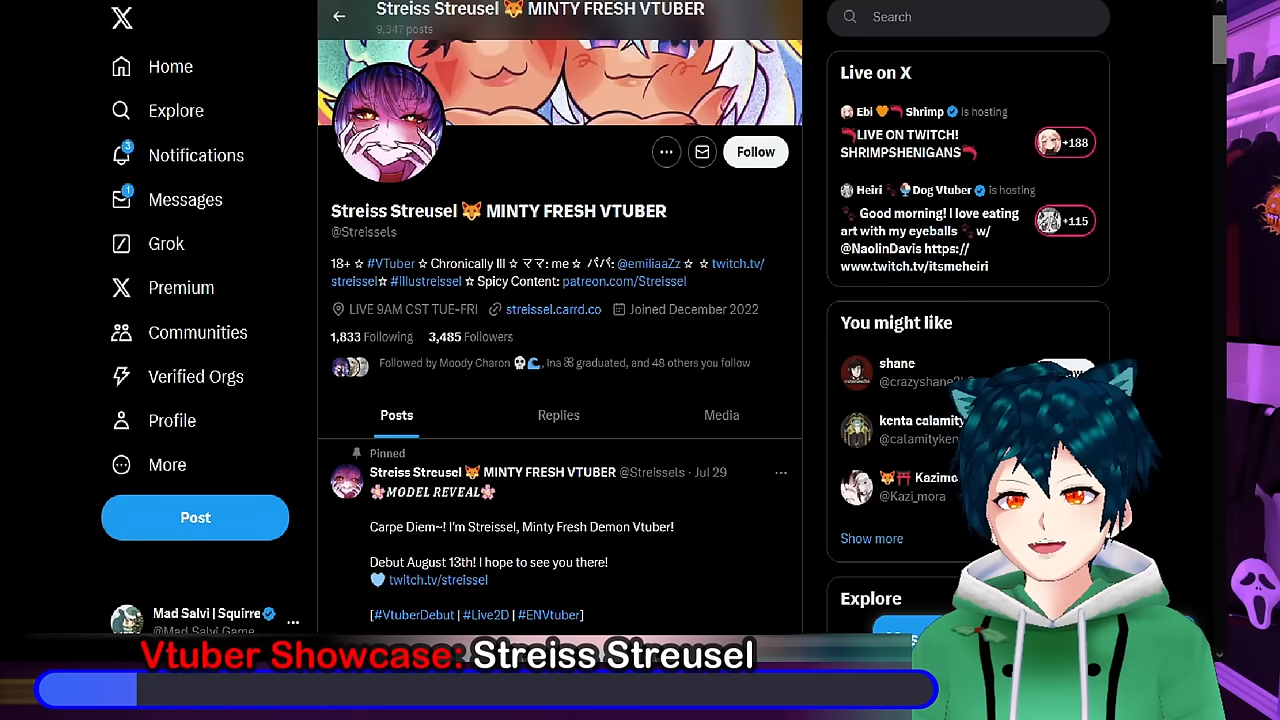 Streiss Streusel 🦊 MINTY FRESH VTUBER
9,347 posts
Home
Explore
3
Notifications
1
Messages
Grok
Premium
Communities
Verified Orgs
Profile
More
Post
Mad Salvi | Squirre
@Mad_Salvi_Game
Follow
Streiss Streusel 🦊 MINTY FRESH VTUBER
@Streissels
18+ ☆ #VTuber ☆ Chronically Ill ☆ ママ: me ☆ パパ: @emiliaaZz ☆ ☆ twitch.tv/
streissel☆ #illustreissel ☆ Spicy Content: patreon.com/Streissel
LIVE 9AM CST TUE-FRI streissel.carrd.co Joined December 2022
1,833 Following 3,485 Followers
Followed by Moody Charon 💀🌊, Ina ⌘ graduated, and 48 others you follow
Posts Replies Media
Pinned
Streiss Streusel 🦊 MINTY FRESH VTUBER @Streissels · Jul 29
🌸MODEL REVEAL🌸
Carpe Diem~! I'm Streissel, Minty Fresh Demon Vtuber!
Debut August 13th! I hope to see you there!
🩵 twitch.tv/streissel
[#VtuberDebut | #Live2D | #ENVtuber]
Search
Live on X
Ebi 🧡🦐 Shrimp is hosting
🦐LIVE ON TWITCH!
SHRIMPSHENIGANS🦐
+188
Heiri 🐾🍨Dog Vtuber is hosting
🐾 Good morning! I love eating
art with my eyeballs 🐾 w/
@NaolinDavis https://
www.twitch.tv/itsmeheiri
+115
You might like
shane
kenta calamity
🦊⛩️
@Kazi_mora
Show more
Explore
Vtuber Showcase: Streiss Streusel